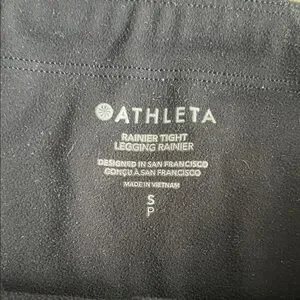 ATHLETA
RAINIER TIGHT
LEGGING RAINIER
DESIGNED IN SAN FRANCISCO
CONÇU À SAN FRANCISCO
MADE IN VIETNAM
S
P